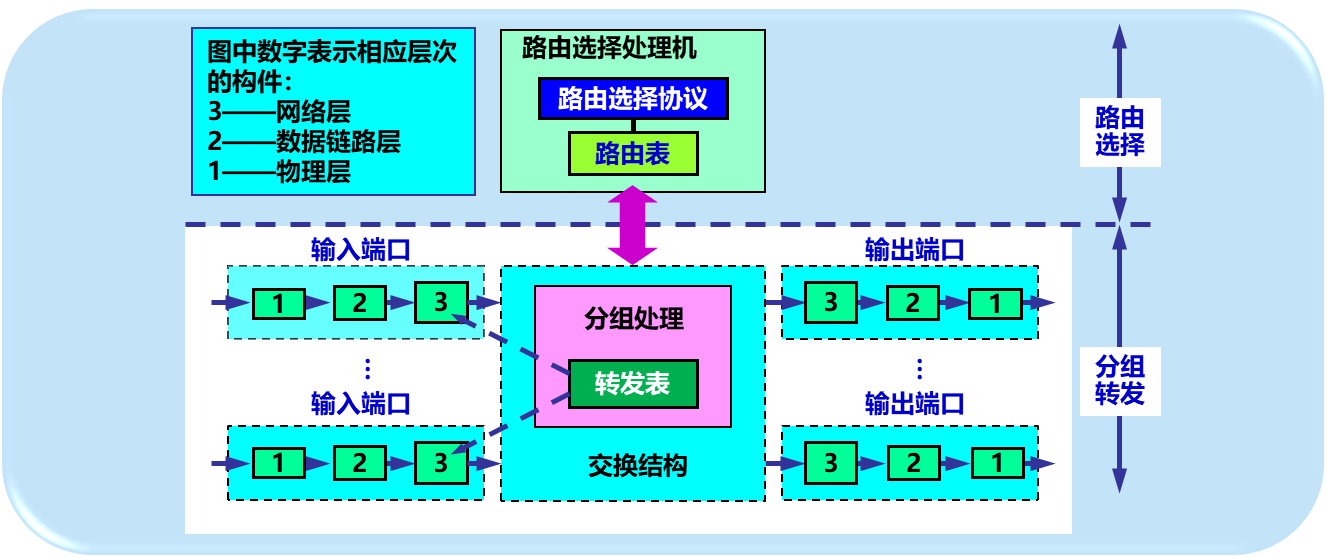 图中数字表示相应层次
的构件：
3——网络层
2——数据链路层
1——物理层
路由选择处理机
路由选择协议
路由表
路由
选择
输入端口
1 2 3
⋮
输入端口
1 2 3
分组处理
转发表
交换结构
输出端口
3 2 1
⋮
输出端口
3 2 1
分组
转发